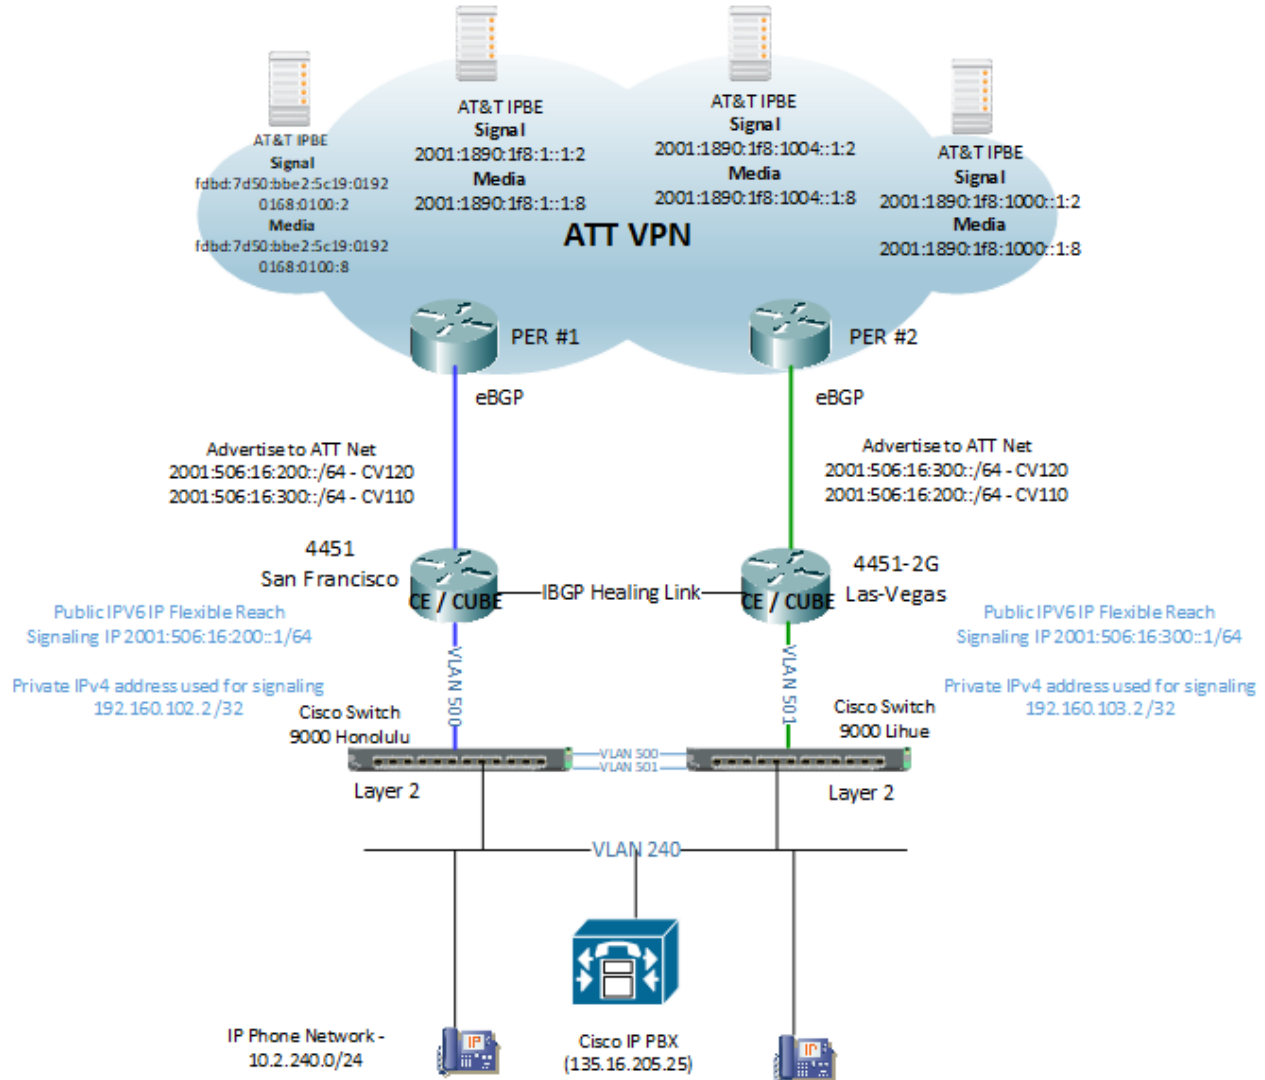 AT&T IPBE
Signal
fdbd:7d50:bbe2:5c19:0192
0168:0100:2
Media
fdbd:7d50:bbe2:5c19:0192
0168:0100:8
AT&T IPBE
Signal
2001:1890:1f8:1::1:2
Media
2001:1890:1f8:1::1:8
AT&T IPBE
Signal
2001:1890:1f8:1004::1:2
Media
2001:1890:1f8:1004::1:8
AT&T IPBE
Signal
2001:1890:1f8:1000::1:2
Media
2001:1890:1f8:1000::1:8
ATT VPN
PER #1
PER #2
eBGP
eBGP
Advertise to ATT Net
2001:506:16:200::/64 - CV120
2001:506:16:300::/64 - CV110
Advertise to ATT Net
2001:506:16:300::/64 - CV120
2001:506:16:200::/64 - CV110
4451
San Francisco
CE / CUBE
IBGP Healing Link
CE / CUBE
4451-2G
Las-Vegas
Public IPV6 IP Flexible Reach
Signaling IP 2001:506:16:200::1/64
Private IPv4 address used for signaling
192.160.102.2/32
Public IPV6 IP Flexible Reach
Signaling IP 2001:506:16:300::1/64
Private IPv4 address used for signaling
192.160.103.2/32
VLAN 500
VLAN 501
Cisco Switch
9000 Honolulu
Cisco Switch
9000 Lihue
VLAN 500
VLAN 501
Layer 2
Layer 2
VLAN 240
IP Phone Network -
10.2.240.0/24
IP
Cisco IP PBX
(135.16.205.25)
IP